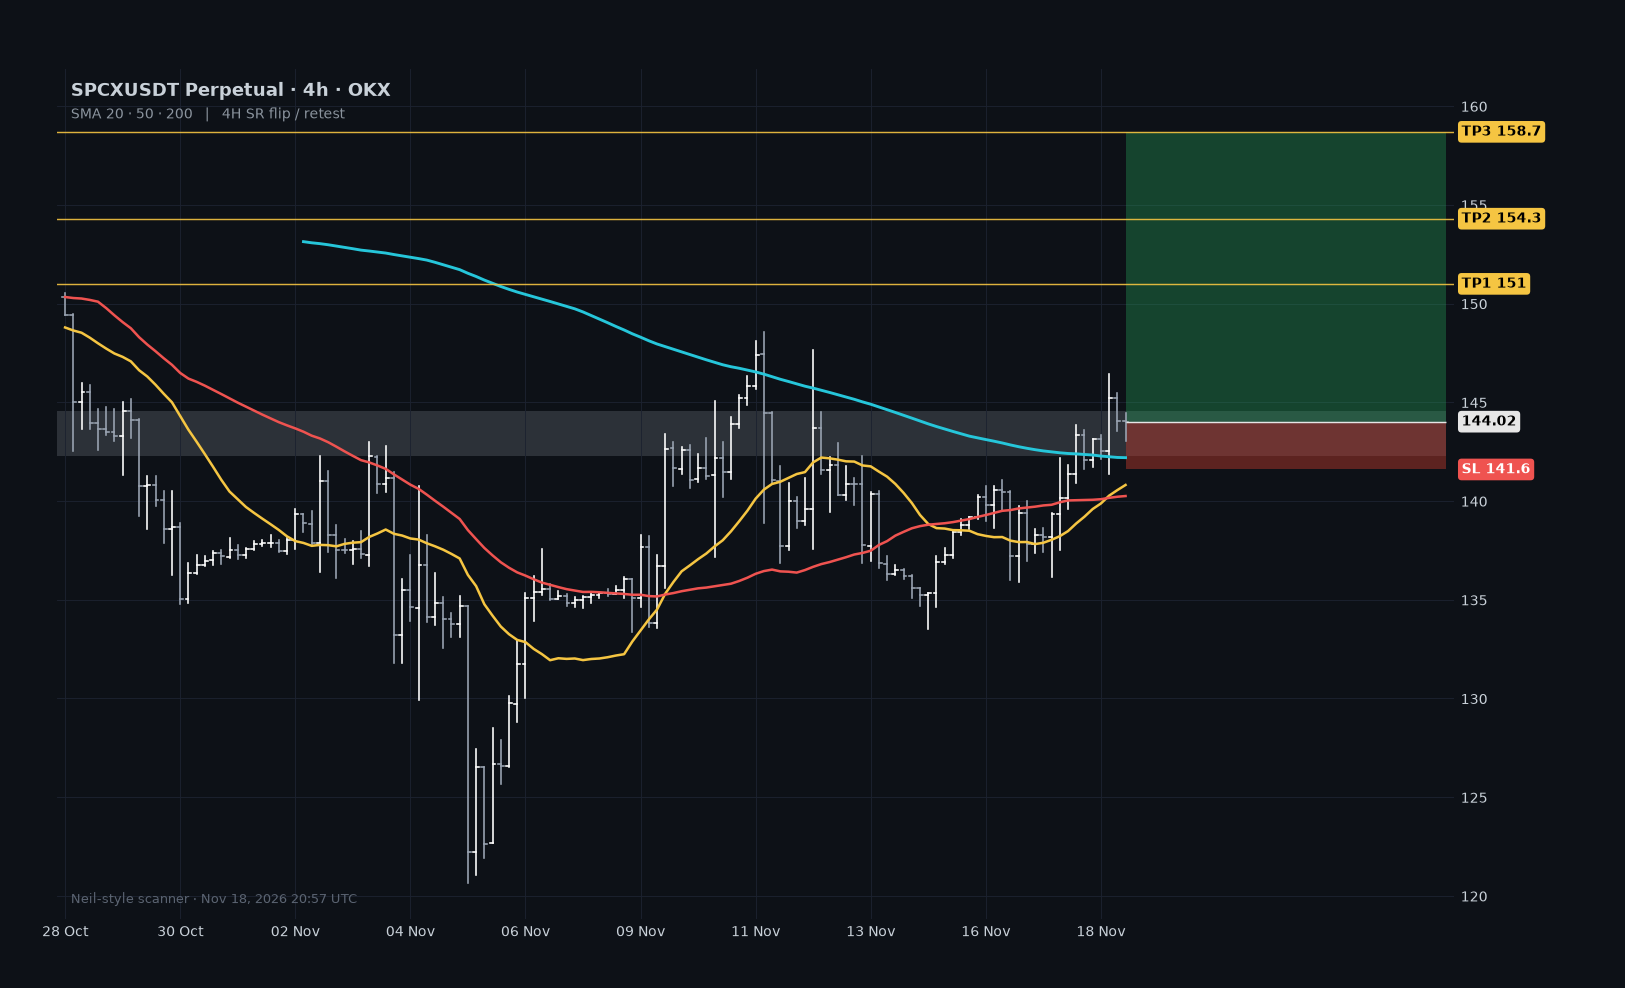 SPCXUSDT Perpetual · 4h · OKX
SMA 20 · 50 · 200 | 4H SR flip / retest
160
TP3 158.7
155
TP2 154.3
TP1 151
150
145
144.02
SL 141.6
140
135
130
125
120
Neil-style scanner · Nov 18, 2026 20:57 UTC
28 Oct 30 Oct 02 Nov 04 Nov 06 Nov 09 Nov 11 Nov 13 Nov 16 Nov 18 Nov